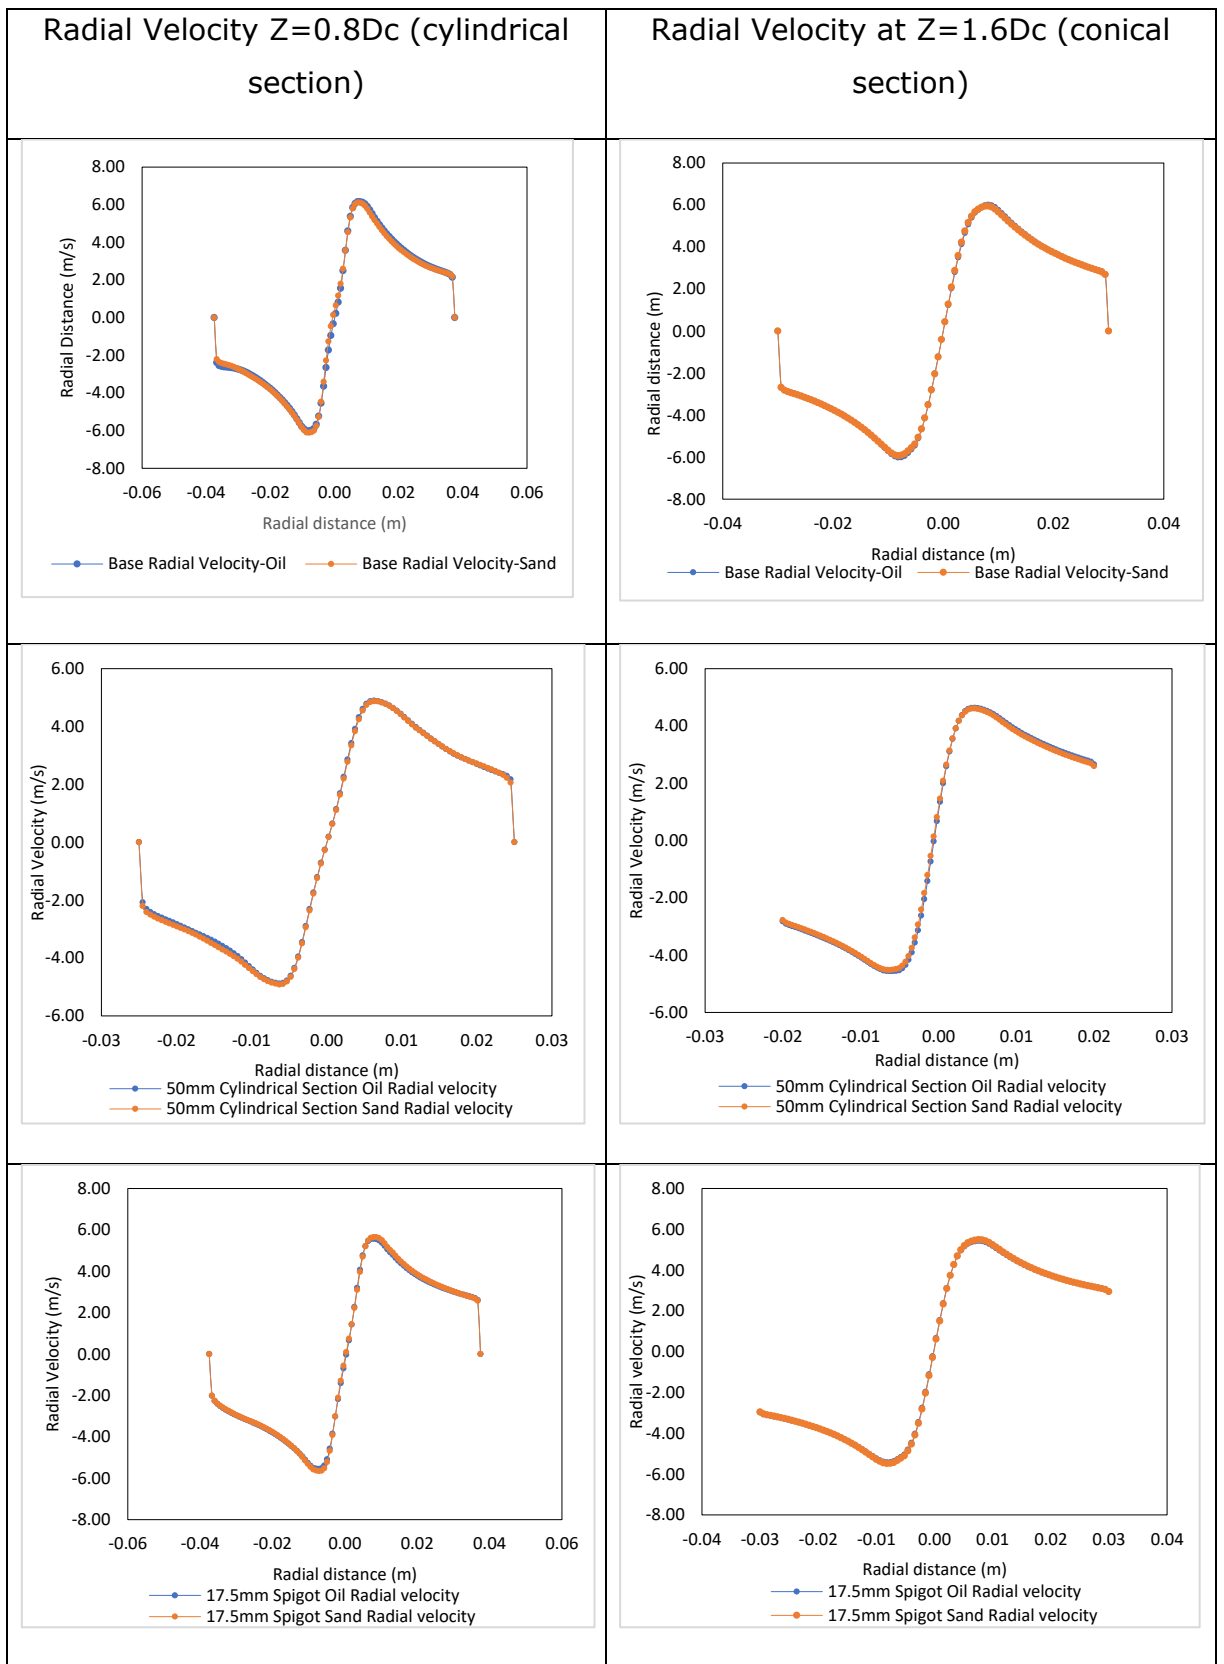 Radial Velocity Z=0.8Dc (cylindrical
section)
Radial Velocity at Z=1.6Dc (conical
section)
8.00
6.00
4.00
2.00
0.00
-2.00
-4.00
-6.00
-8.00
Radial Distance (m/s)
-0.06 -0.04 -0.02 0.00 0.02 0.04 0.06
Radial distance (m)
Base Radial Velocity-Oil Base Radial Velocity-Sand
8.00
6.00
4.00
2.00
0.00
-2.00
-4.00
-6.00
-8.00
Radial distance (m)
-0.04 -0.02 0.00 0.02 0.04
Radial distance (m)
Base Radial Velocity-Oil Base Radial Velocity-Sand
6.00
4.00
2.00
0.00
-2.00
-4.00
-6.00
Radial Velocity (m/s)
-0.03 -0.02 -0.01 0.00 0.01 0.02 0.03
Radial distance (m)
50mm Cylindrical Section Oil Radial velocity
50mm Cylindrical Section Sand Radial velocity
6.00
4.00
2.00
0.00
-2.00
-4.00
-6.00
Radial Velocity (m/s)
-0.03 -0.02 -0.01 0.00 0.01 0.02 0.03
Radial distance (m)
50mm Cylindrical Section Oil Radial velocity
50mm Cylindrical Section Sand Radial velocity
8.00
6.00
4.00
2.00
0.00
-2.00
-4.00
-6.00
-8.00
Radial Velocity (m/s)
-0.06 -0.04 -0.02 0.00 0.02 0.04 0.06
Radial distance (m)
17.5mm Spigot Oil Radial velocity
17.5mm Spigot Sand Radial velocity
8.00
6.00
4.00
2.00
0.00
-2.00
-4.00
-6.00
-8.00
Radial velocity (m/s)
-0.04 -0.03 -0.02 -0.01 0.00 0.01 0.02 0.03 0.04
Radial distance (m)
17.5mm Spigot Oil Radial velocity
17.5mm Spigot Sand Radial velocity